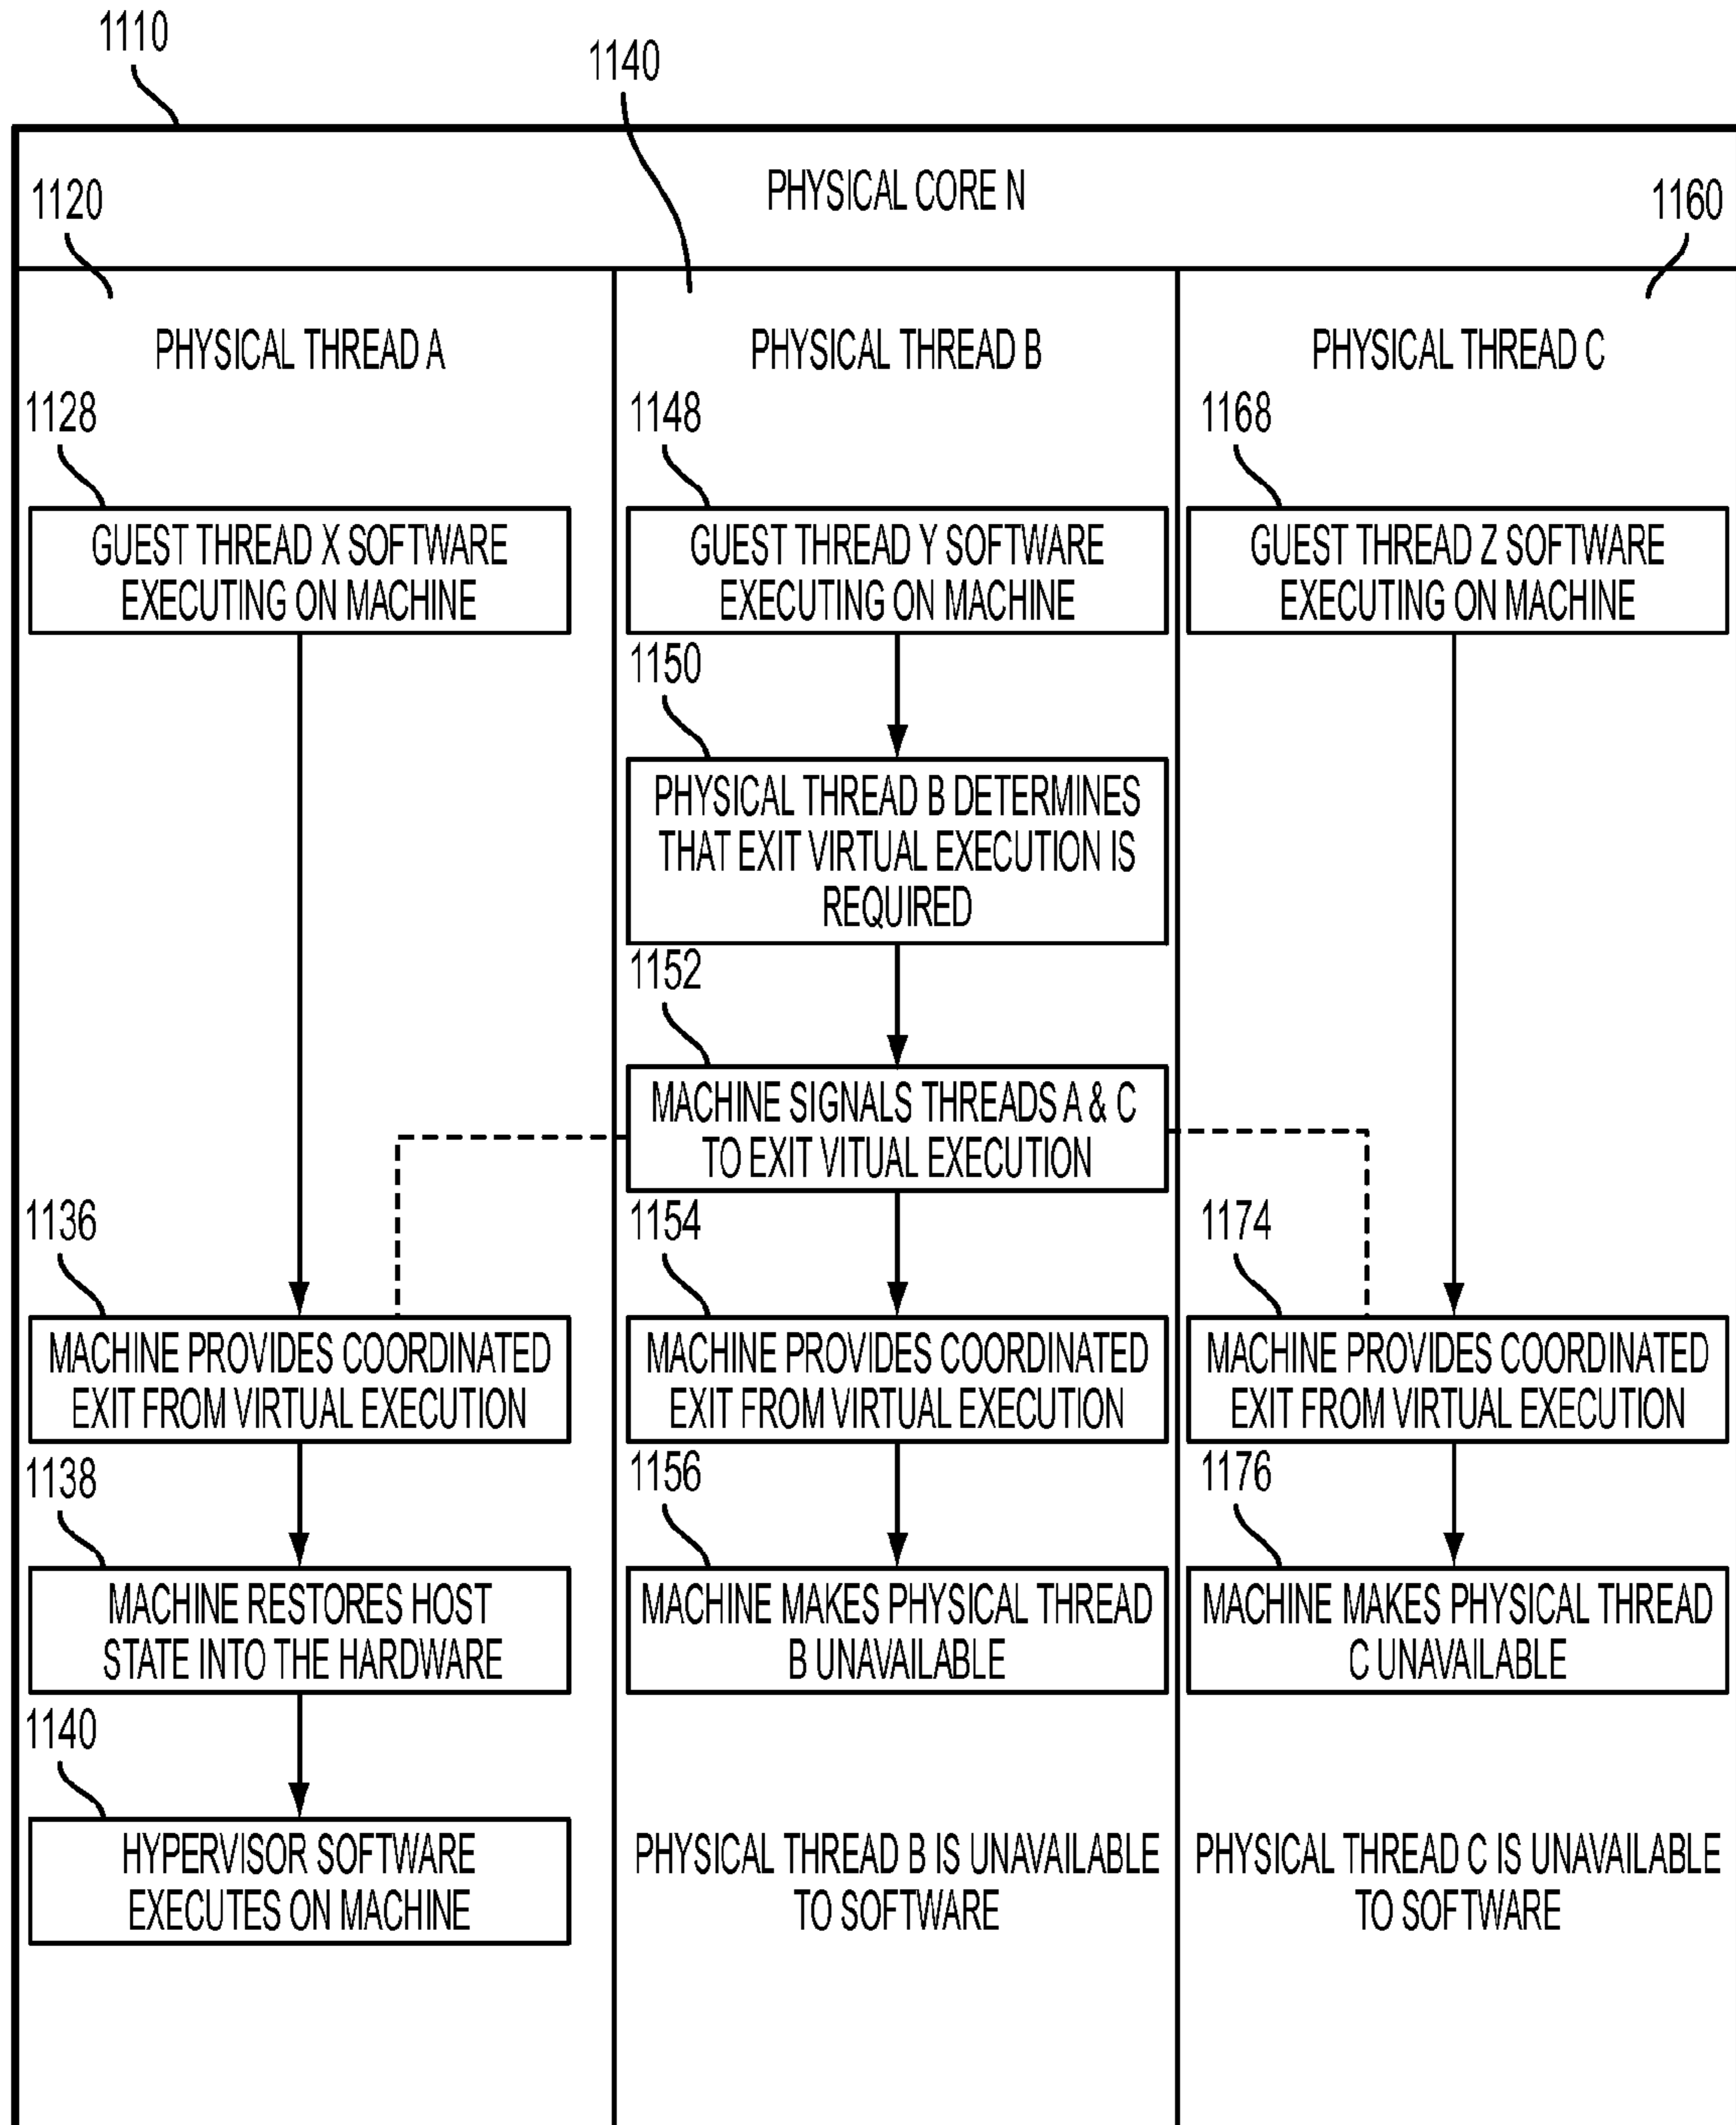 1110
1140
PHYSICAL CORE N
1120
1160
PHYSICAL THREAD A
PHYSICAL THREAD B
PHYSICAL THREAD C
1128
1148
1168
GUEST THREAD X SOFTWARE
EXECUTING ON MACHINE
GUEST THREAD Y SOFTWARE
EXECUTING ON MACHINE
GUEST THREAD Z SOFTWARE
EXECUTING ON MACHINE
1150
PHYSICAL THREAD B DETERMINES
THAT EXIT VIRTUAL EXECUTION IS
REQUIRED
1152
MACHINE SIGNALS THREADS A & C
TO EXIT VITUAL EXECUTION
1136
1154
1174
MACHINE PROVIDES COORDINATED
EXIT FROM VIRTUAL EXECUTION
MACHINE PROVIDES COORDINATED
EXIT FROM VIRTUAL EXECUTION
MACHINE PROVIDES COORDINATED
EXIT FROM VIRTUAL EXECUTION
1138
1156
1176
MACHINE RESTORES HOST
STATE INTO THE HARDWARE
MACHINE MAKES PHYSICAL THREAD
B UNAVAILABLE
MACHINE MAKES PHYSICAL THREAD
C UNAVAILABLE
1140
HYPERVISOR SOFTWARE
EXECUTES ON MACHINE
PHYSICAL THREAD B IS UNAVAILABLE
TO SOFTWARE
PHYSICAL THREAD C IS UNAVAILABLE
TO SOFTWARE